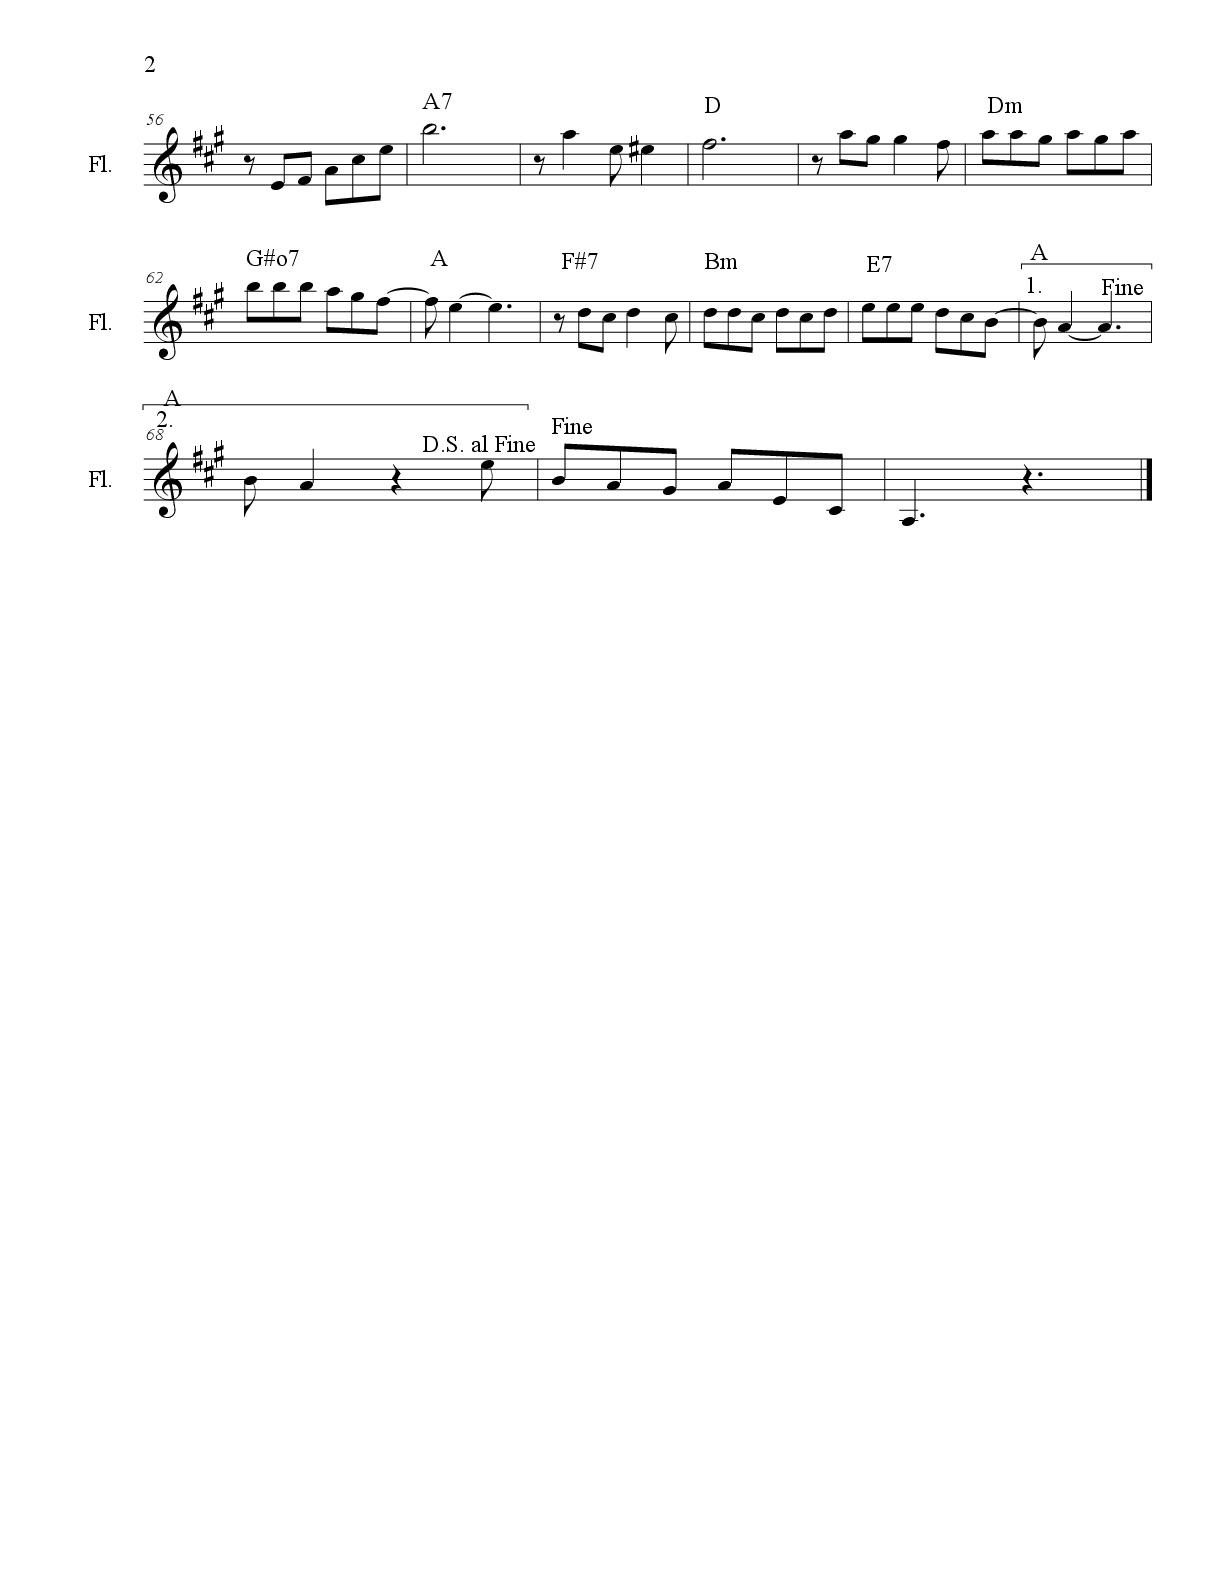 2
56 A7 D Dm
Fl.
62 G#o7 A F#7 Bm E7 A
1. Fine
Fl.
A
2.
68 D.S. al Fine Fine
Fl.